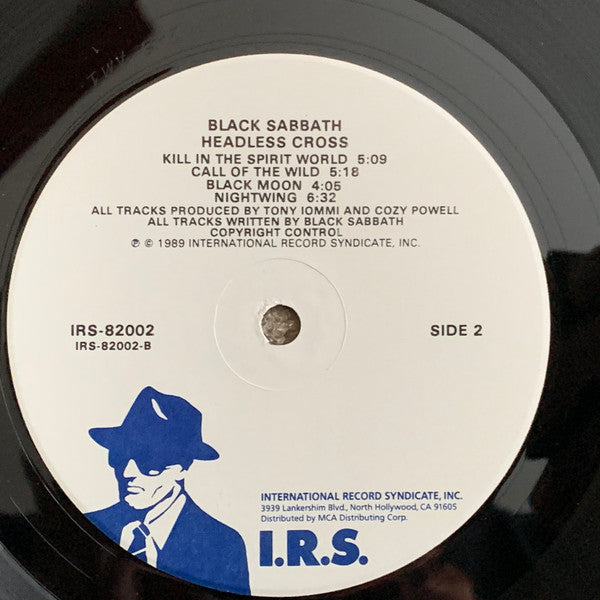 BLACK SABBATH
HEADLESS CROSS
KILL IN THE SPIRIT WORLD 5:09
CALL OF THE WILD 5:18
BLACK MOON 4:05
NIGHTWING 6:32
ALL TRACKS PRODUCED BY TONY IOMMI AND COZY POWELL
ALL TRACKS WRITTEN BY BLACK SABBATH
COPYRIGHT CONTROL
℗ © 1989 INTERNATIONAL RECORD SYNDICATE, INC.
IRS-82002
IRS-82002-B
SIDE 2
INTERNATIONAL RECORD SYNDICATE, INC.
3939 Lankershim Blvd., North Hollywood, CA 91605
Distributed by MCA Distributing Corp.
I.R.S.